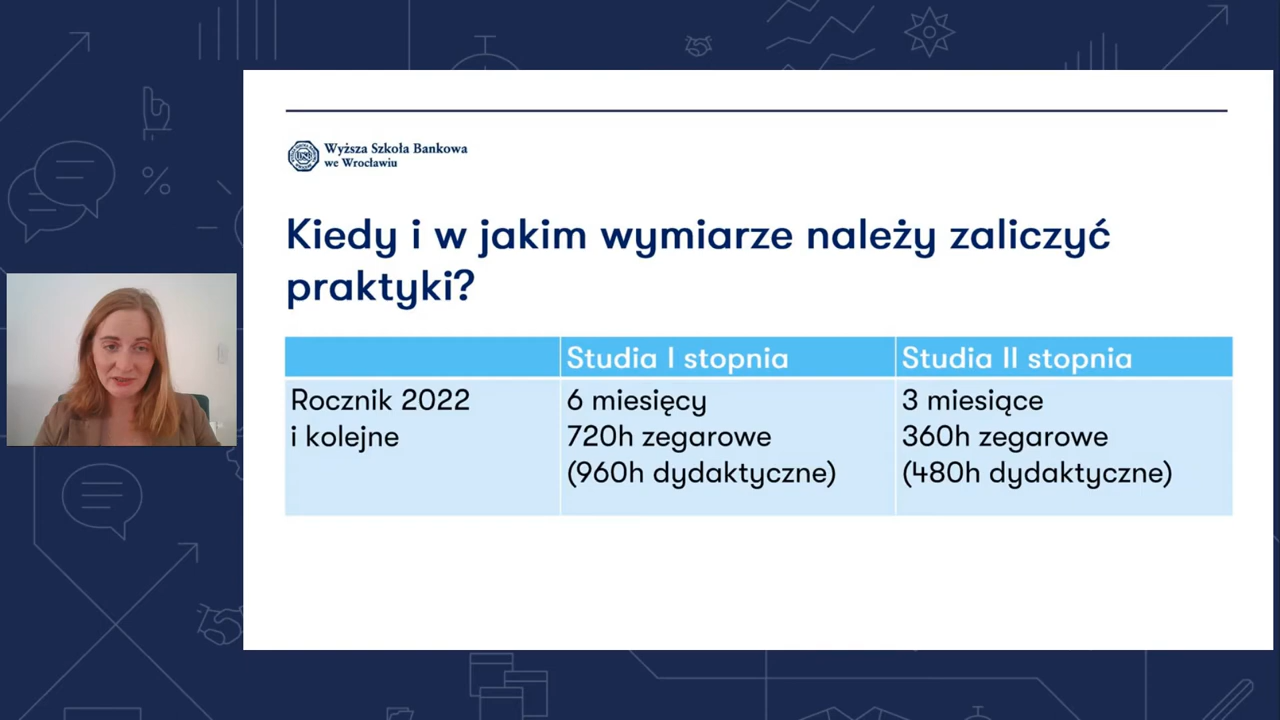 Wyższa Szkoła Bankowa
we Wrocławiu
Kiedy i w jakim wymiarze należy zaliczyć
praktyki?
Studia I stopnia
Studia II stopnia
Rocznik 2022
i kolejne
6 miesięcy
720h zegarowe
(960h dydaktyczne)
3 miesiące
360h zegarowe
(480h dydaktyczne)